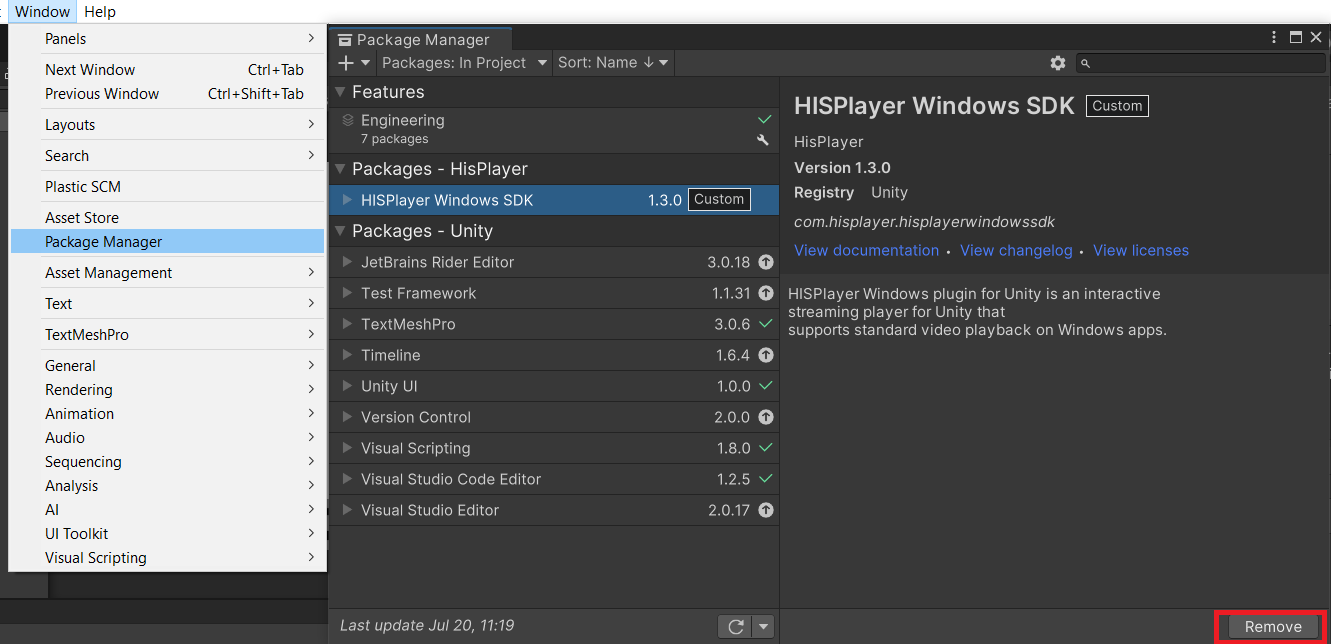 Window Help
Panels
Next Window Ctrl+Tab
Previous Window Ctrl+Shift+Tab
Layouts
Search
Plastic SCM
Asset Store
Package Manager
Asset Management
Text
TextMeshPro
General
Rendering
Animation
Audio
Sequencing
Analysis
AI
UI Toolkit
Visual Scripting
Package Manager
Packages: In Project Sort: Name ↓
Features
Engineering
7 packages
Packages - HisPlayer
HISPlayer Windows SDK 1.3.0 Custom
Packages - Unity
JetBrains Rider Editor 3.0.18
Test Framework 1.1.31
TextMeshPro 3.0.6
Timeline 1.6.4
Unity UI 1.0.0
Version Control 2.0.0
Visual Scripting 1.8.0
Visual Studio Code Editor 1.2.5
Visual Studio Editor 2.0.17
Last update Jul 20, 11:19
HISPlayer Windows SDK Custom
HisPlayer
Version 1.3.0
Registry Unity
com.hisplayer.hisplayerwindowssdk
View documentation • View changelog • View licenses
HISPlayer Windows plugin for Unity is an interactive
streaming player for Unity that
supports standard video playback on Windows apps.
Remove